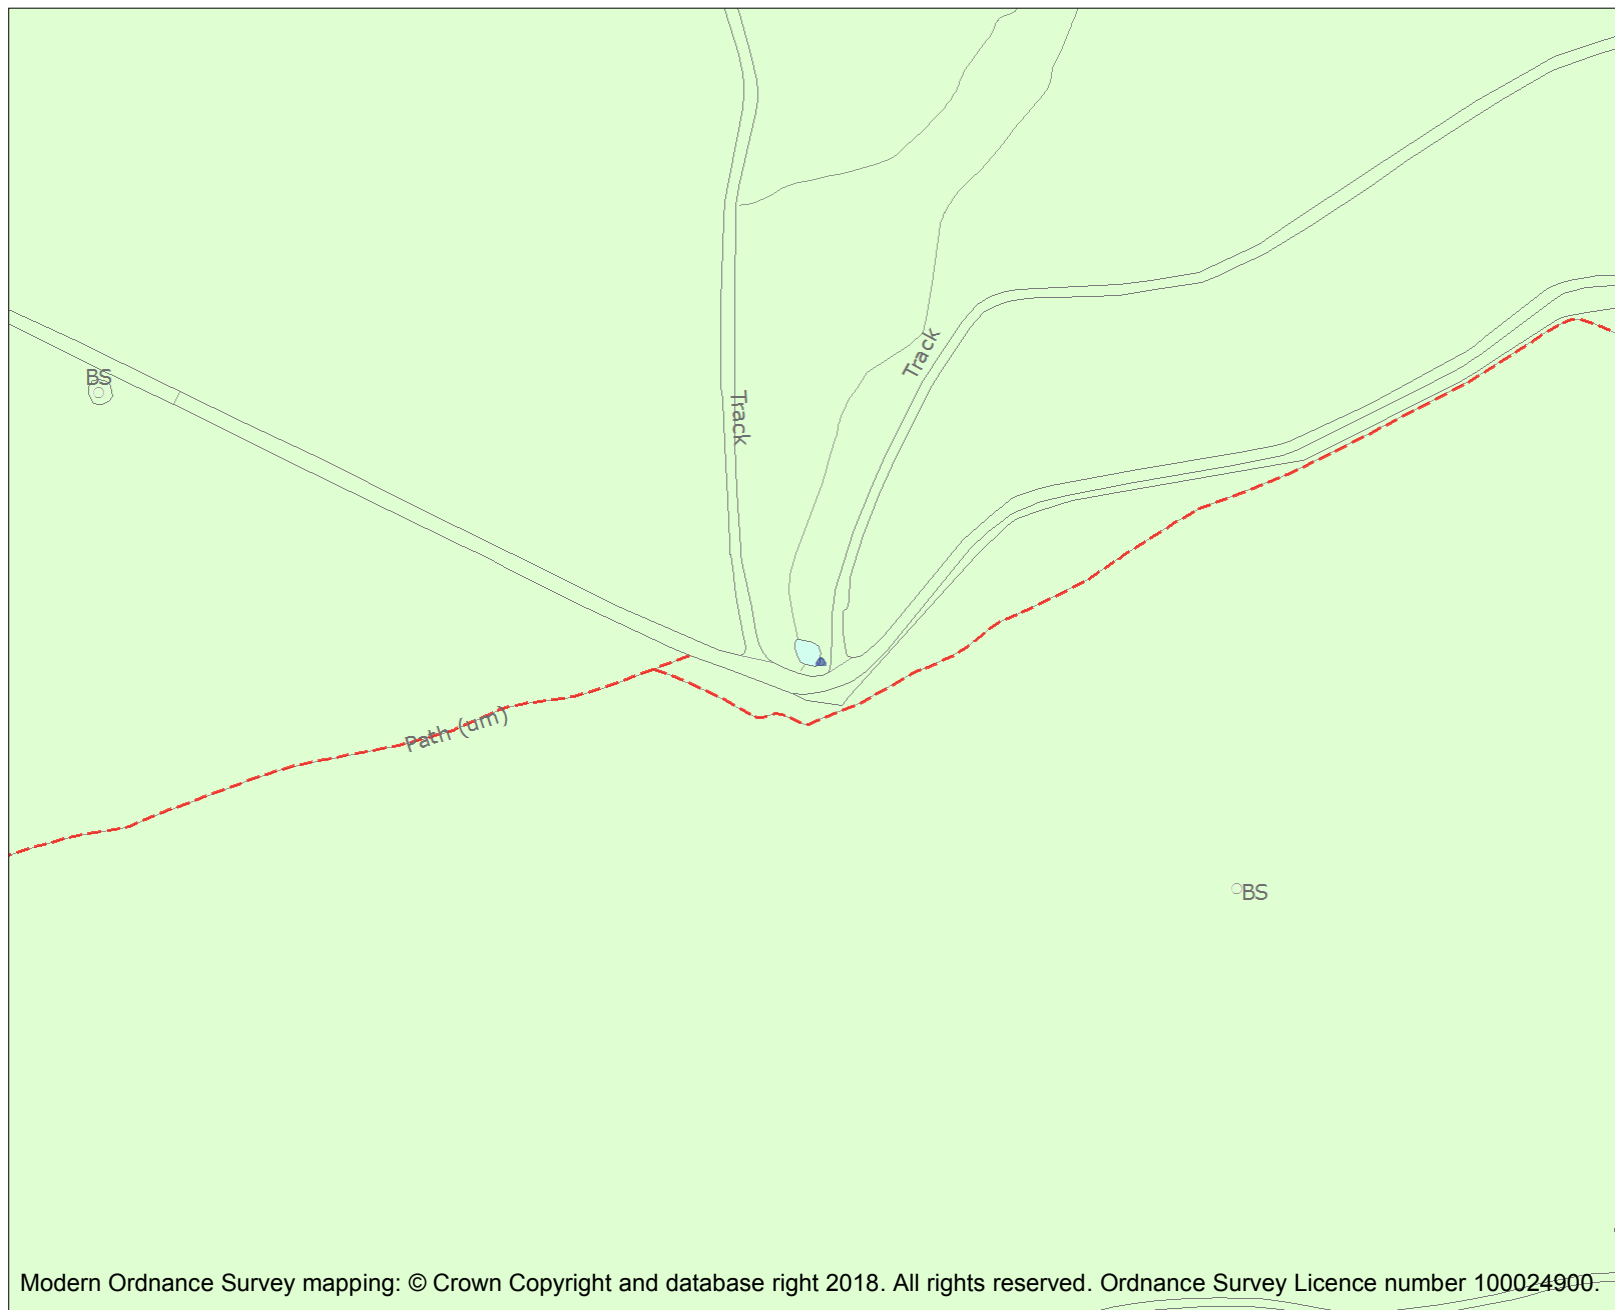 Track
BS
Track
Path (um)
BS
Modern Ordnance Survey mapping: © Crown Copyright and database right 2018. All rights reserved. Ordnance Survey Licence number 100024900.